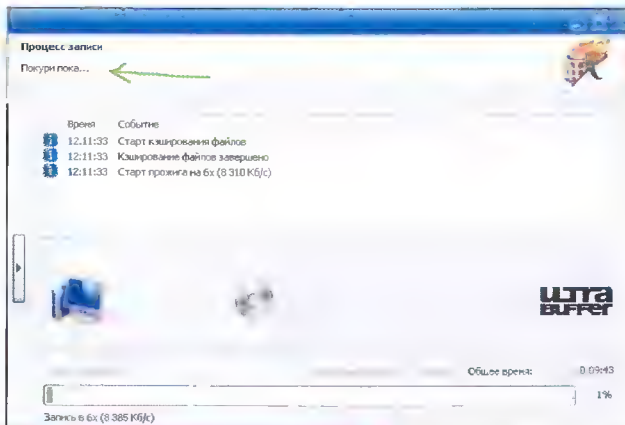 Процесс записи
Покури пока...
Время Событие
12:11:33 Старт кэширования файлов
12:11:33 Кэширование файлов завершено
12:11:33 Старт прожига на 6x (8 310 Кб/с)
ULTRA
BUFFER
Общее время: 0:09:43
1%
Запись в 6x (8 385 Кб/с)